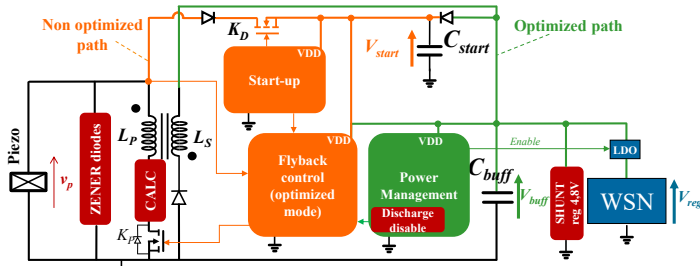 Non optimized
path
K_D
VDD
V_start
C_start
Optimized path
Start-up
Piezo
v_p
ZENER diodes
L_P
L_S
CALC
K_P
VDD
Flyback
control
(optimized
mode)
VDD
Power
Management
Discharge
disable
Enable
C_buff
V_buff
SHUNT
reg 4.8V
LDO
WSN
V_reg